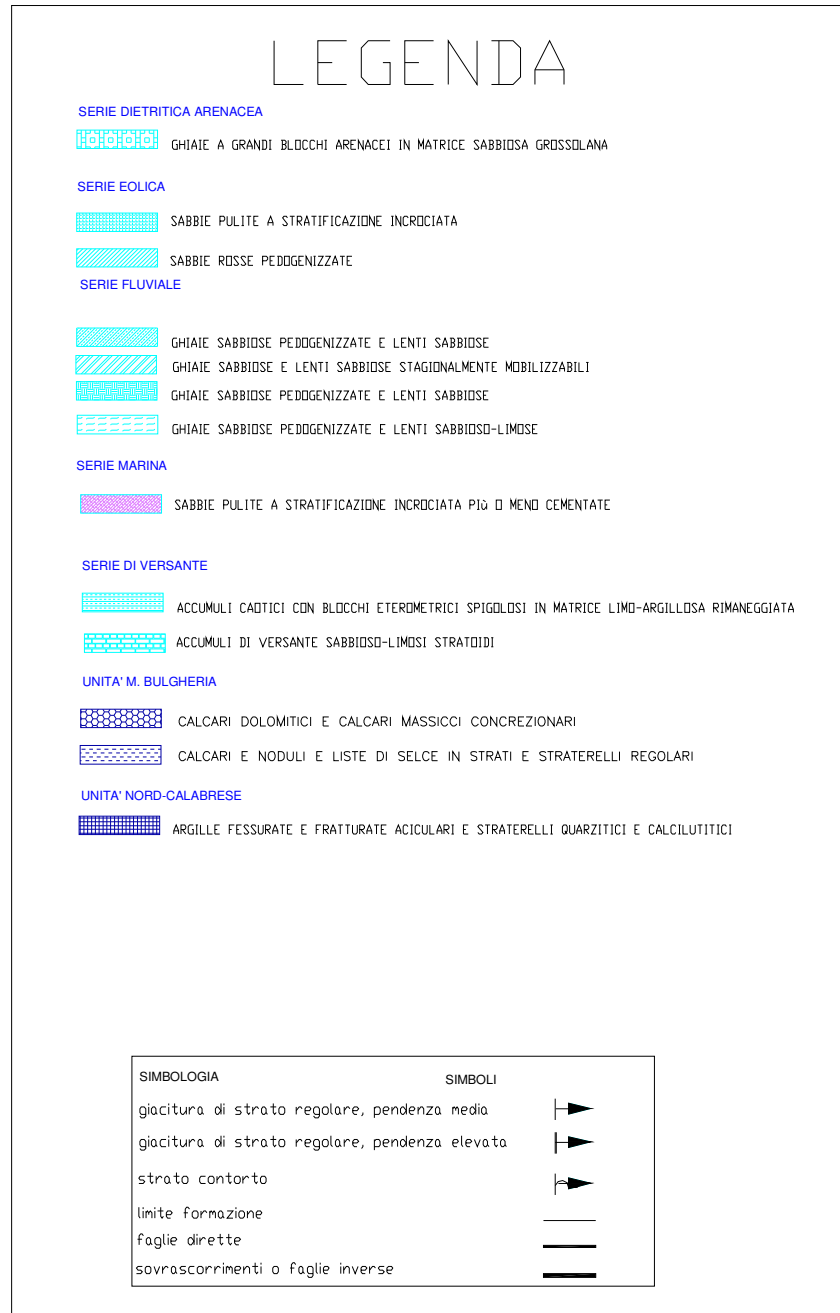 LEGENDA
SERIE DIETRITICA ARENACEA
GHIAIE A GRANDI BLOCCHI ARENACEI IN MATRICE SABBIOSA GROSSOLANA
SERIE EOLICA
SABBIE PULITE A STRATIFICAZIONE INCROCIATA
SABBIE ROSSE PEDOGENIZZATE
SERIE FLUVIALE
GHIAIE SABBIOSE PEDOGENIZZATE E LENTI SABBIOSE
GHIAIE SABBIOSE E LENTI SABBIOSE STAGIONALMENTE MOBILIZZABILI
GHIAIE SABBIOSE PEDOGENIZZATE E LENTI SABBIOSE
GHIAIE SABBIOSE PEDOGENIZZATE E LENTI SABBIOSO-LIMOSE
SERIE MARINA
SABBIE PULITE A STRATIFICAZIONE INCROCIATA PIù O MENO CEMENTATE
SERIE DI VERSANTE
ACCUMULI CAOTICI CON BLOCCHI ETEROMETRICI SPIGOLOSI IN MATRICE LIMO-ARGILLOSA RIMANEGGIATA
ACCUMULI DI VERSANTE SABBIOSO-LIMOSI STRATOIDI
UNITA' M. BULGHERIA
CALCARI DOLOMITICI E CALCARI MASSICCI CONCREZIONARI
CALCARI E NODULI E LISTE DI SELCE IN STRATI E STRATERELLI REGOLARI
UNITA' NORD-CALABRESE
ARGILLE FESSURATE E FRATTURATE ACICULARI E STRATERELLI QUARZITICI E CALCILUTITICI
SIMBOLOGIA SIMBOLI
giacitura di strato regolare, pendenza media
giacitura di strato regolare, pendenza elevata
strato contorto
limite formazione
faglie dirette
sovrascorrimenti o faglie inverse